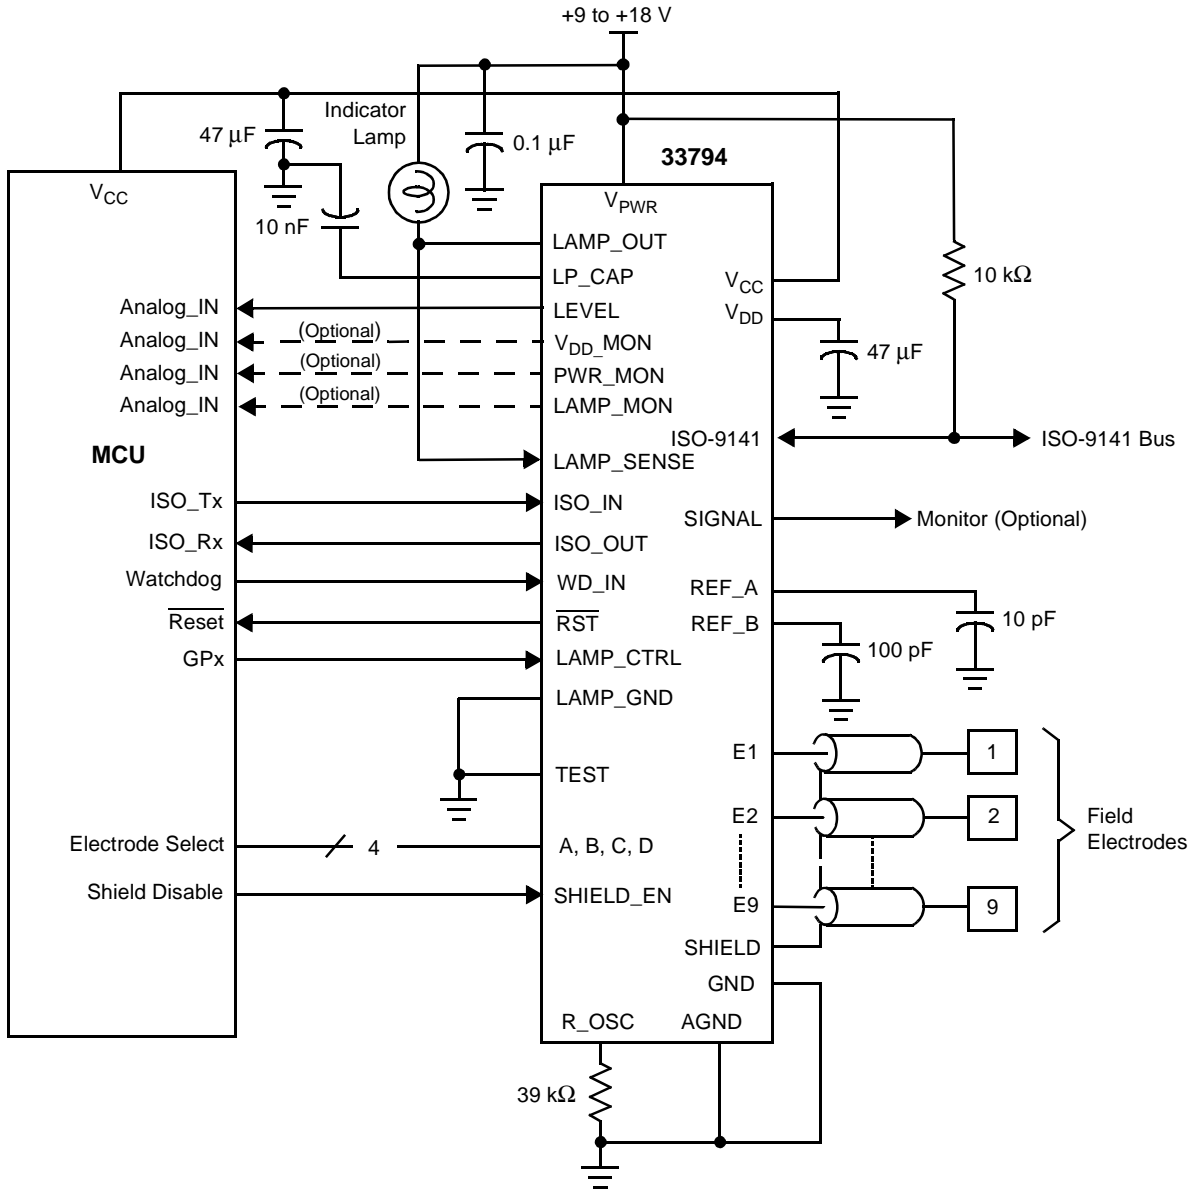 +9 to +18 V
Indicator
Lamp
47 μF
0.1 μF
33794
VCC
10 nF
VPWR
LAMP_OUT
LP_CAP
VCC
10 kΩ
Analog_IN
LEVEL
VDD
Analog_IN
(Optional)
VDD_MON
47 μF
Analog_IN
(Optional)
PWR_MON
Analog_IN
(Optional)
LAMP_MON
MCU
ISO-9141
ISO-9141 Bus
LAMP_SENSE
ISO_Tx
ISO_IN
SIGNAL
Monitor (Optional)
ISO_Rx
ISO_OUT
Watchdog
WD_IN
REF_A
Reset
RST
REF_B
10 pF
GPx
LAMP_CTRL
100 pF
LAMP_GND
E1
1
TEST
E2
2
Field
Electrodes
Electrode Select
4
A, B, C, D
Shield Disable
SHIELD_EN
E9
9
SHIELD
GND
R_OSC
AGND
39 kΩ